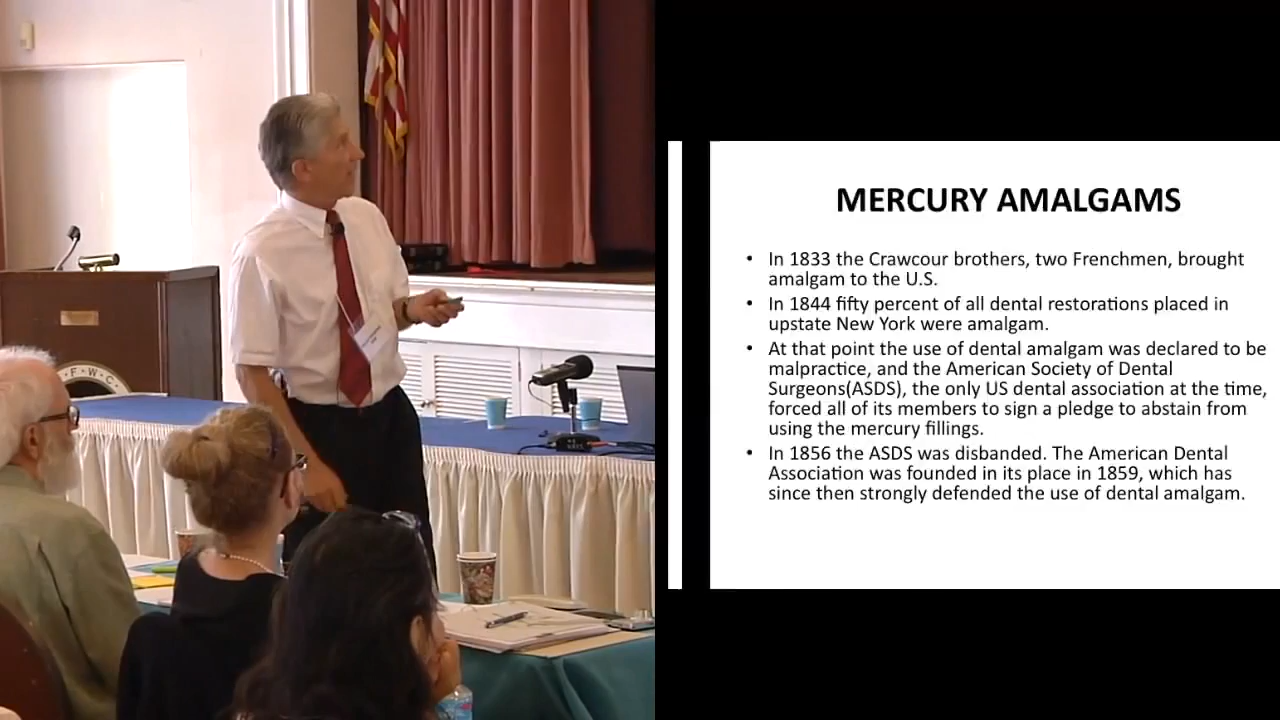 F·W·C
MERCURY AMALGAMS
• In 1833 the Crawcour brothers, two Frenchmen, brought
amalgam to the U.S.
• In 1844 fifty percent of all dental restorations placed in
upstate New York were amalgam.
• At that point the use of dental amalgam was declared to be
malpractice, and the American Society of Dental
Surgeons(ASDS), the only US dental association at the time,
forced all of its members to sign a pledge to abstain from
using the mercury fillings.
• In 1856 the ASDS was disbanded. The American Dental
Association was founded in its place in 1859, which has
since then strongly defended the use of dental amalgam.